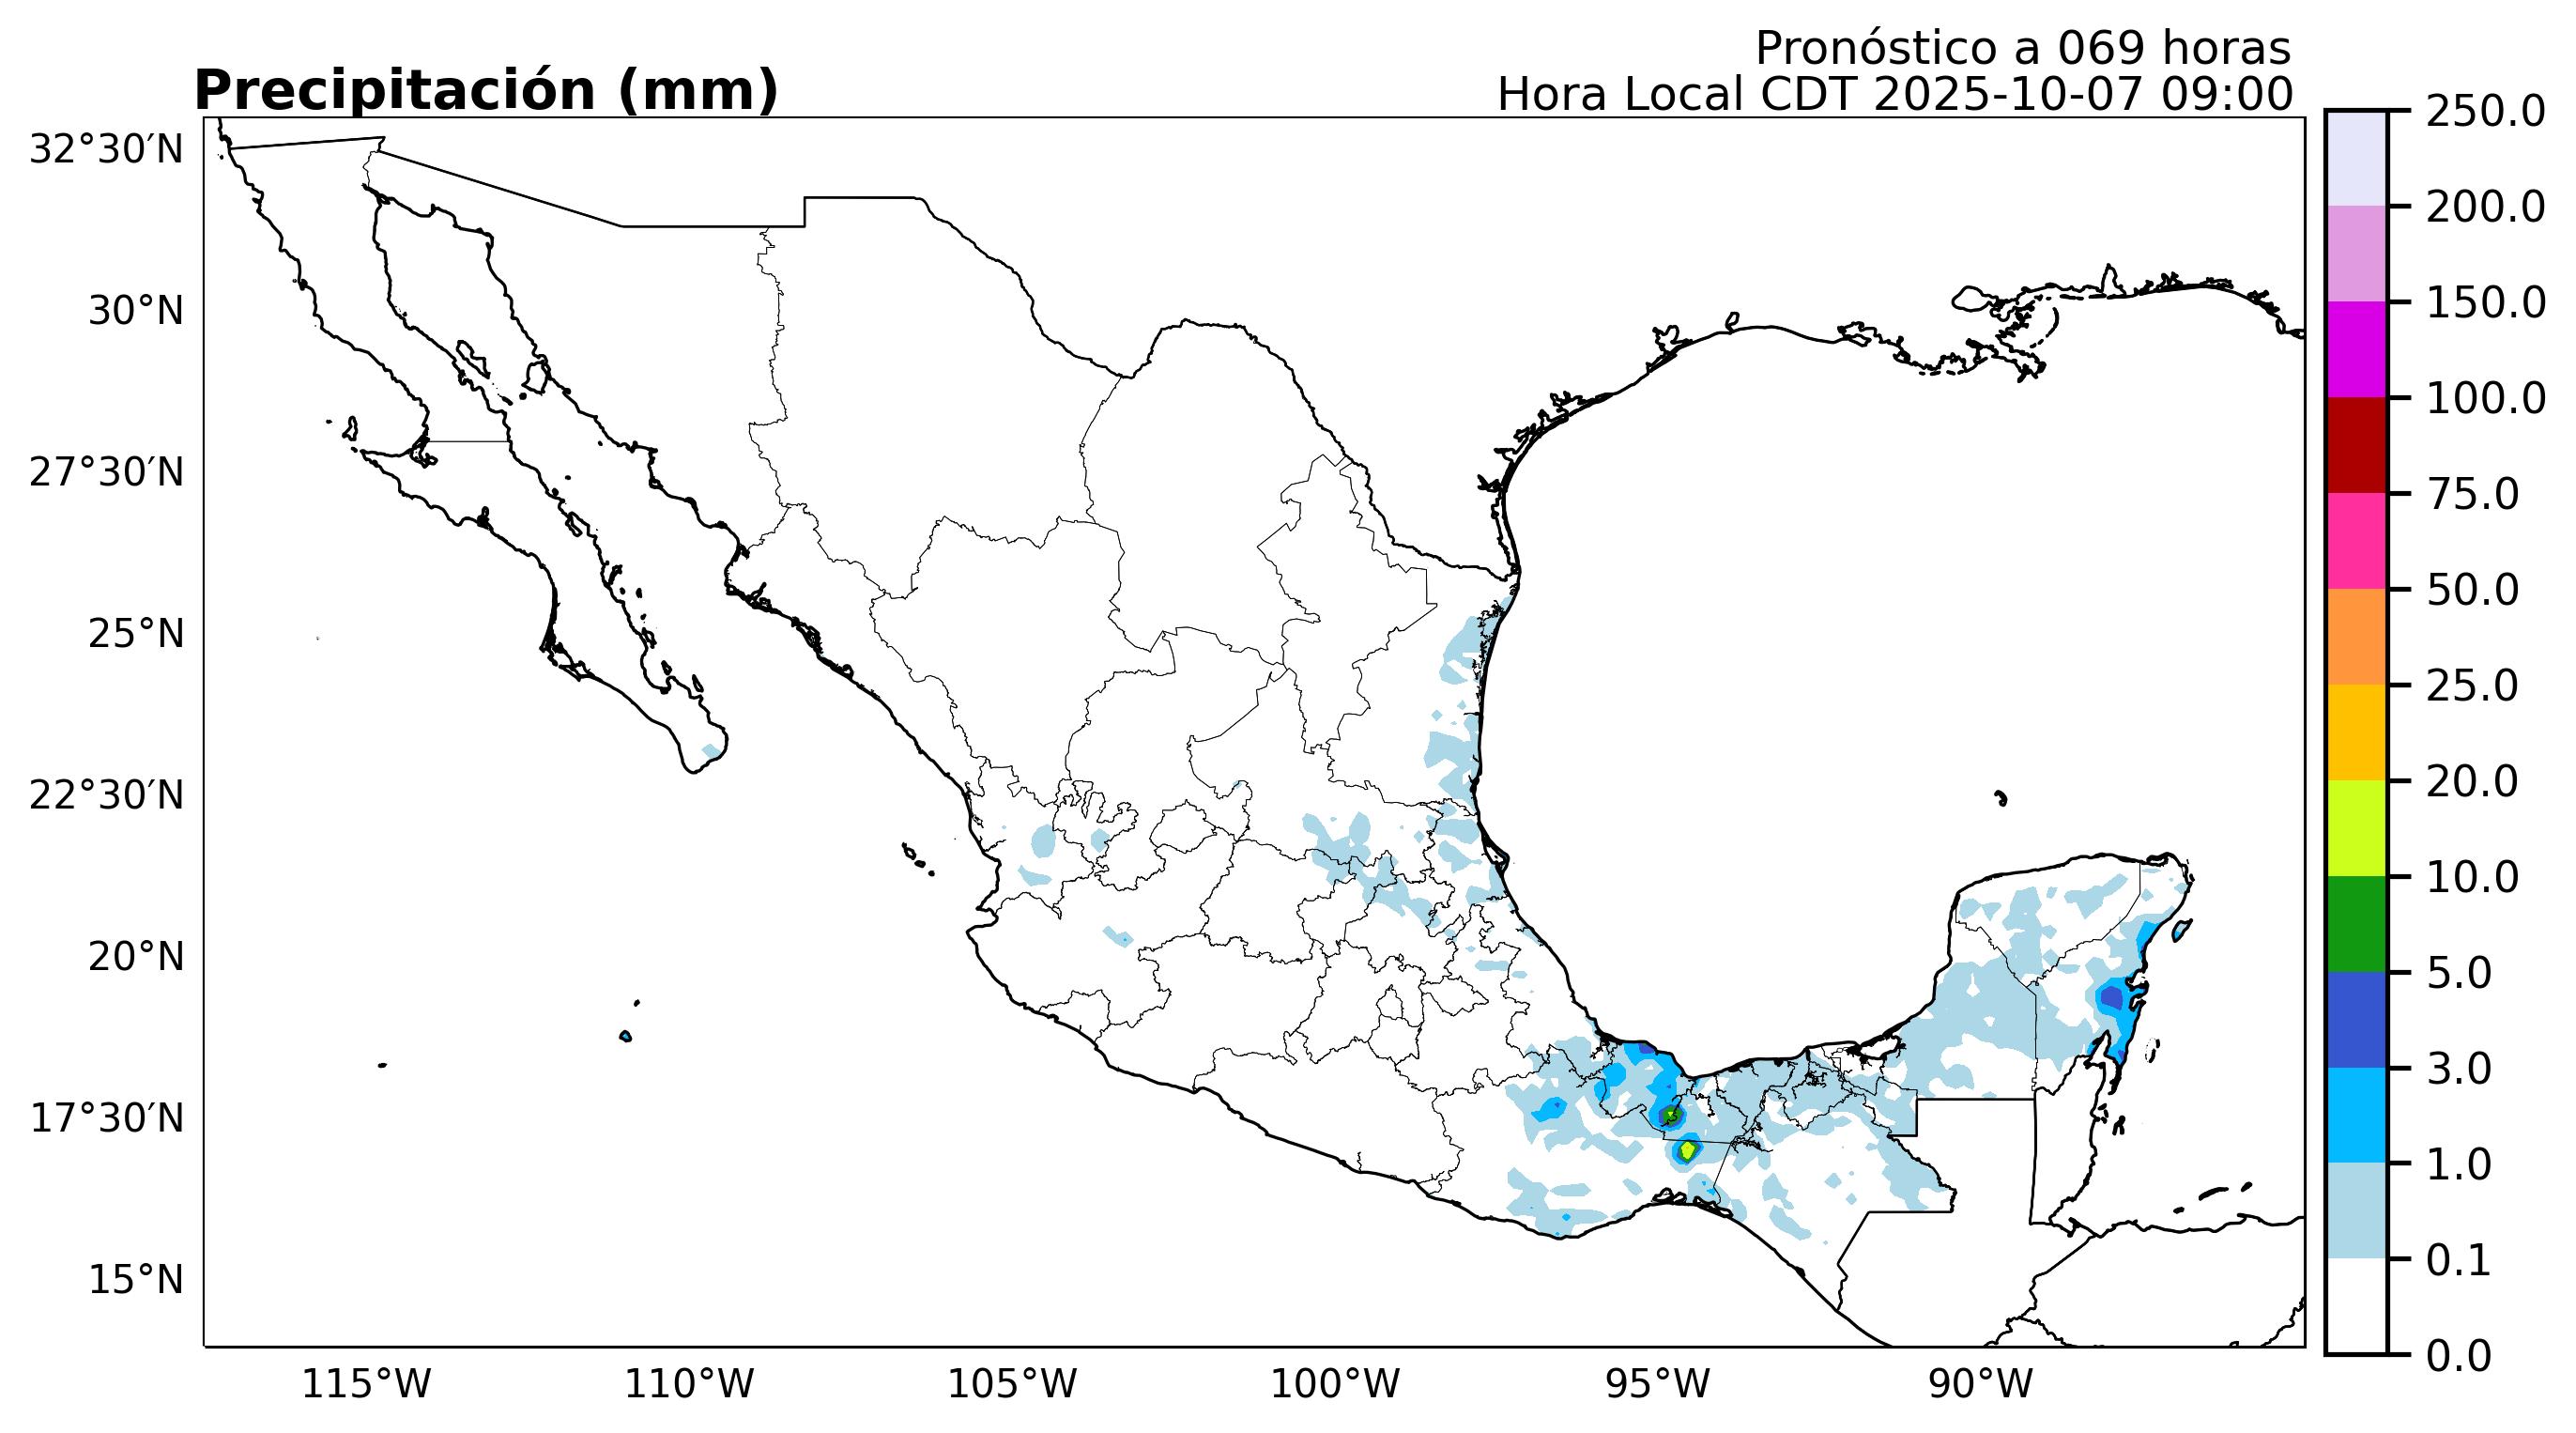 Pronóstico a 069 horas
Precipitación (mm)
Hora Local CDT 2025-10-07 09:00
32°30′N
30°N
27°30′N
25°N
22°30′N
20°N
17°30′N
15°N
115°W
110°W
105°W
100°W
95°W
90°W
250.0
200.0
150.0
100.0
75.0
50.0
25.0
20.0
10.0
5.0
3.0
1.0
0.1
0.0